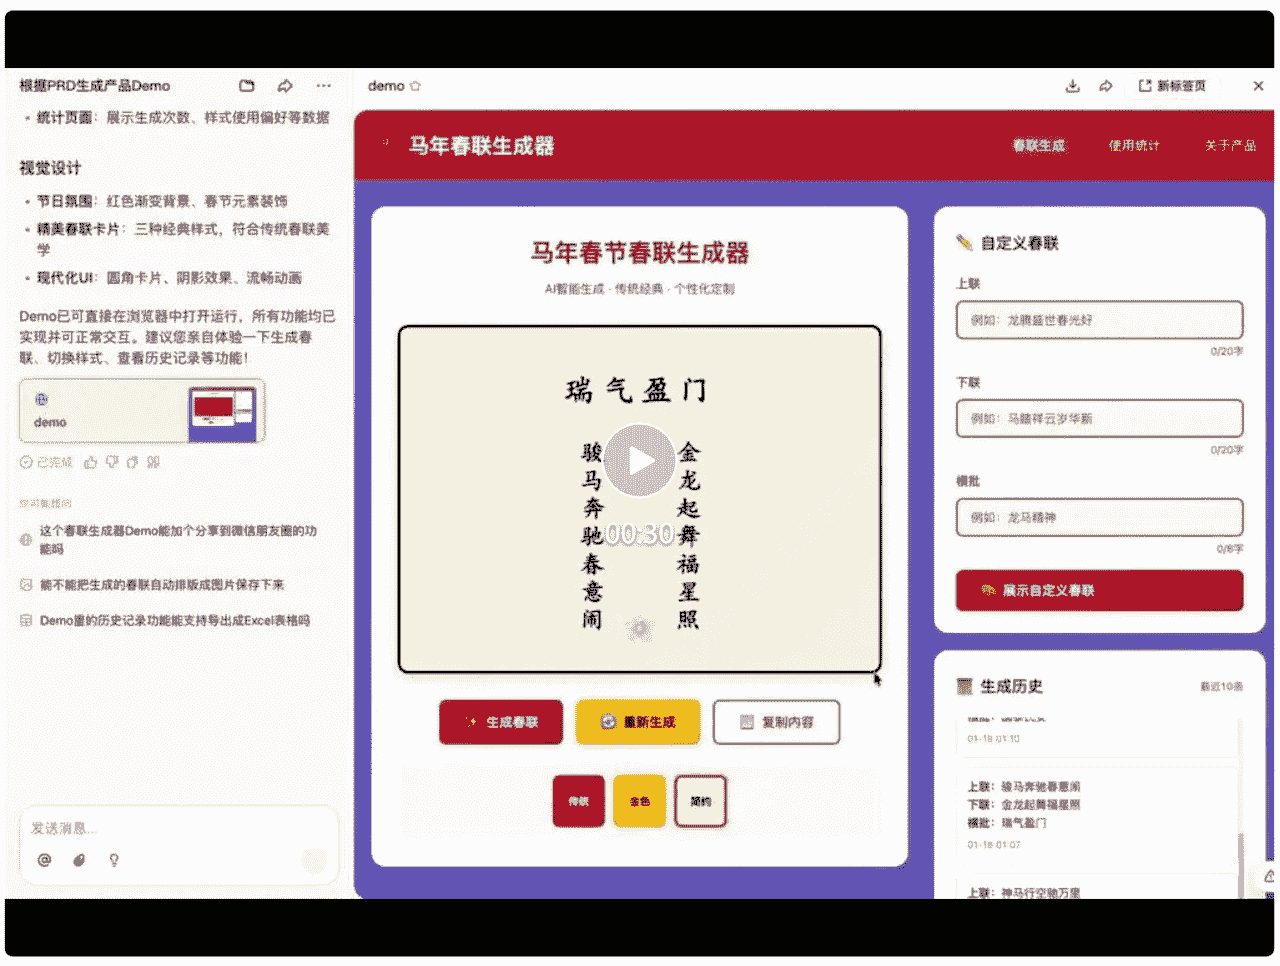 根据PRD生成产品Demo
统计页面：展示生成次数、样式使用偏好等数据
视觉设计
节日氛围：红色渐变背景、春节元素装饰
精美春联卡片：三种经典样式，符合传统春联美
学
现代化UI：圆角卡片、阴影效果、流畅动画
Demo已可直接在浏览器中打开运行，所有功能均已
实现并可正常交互。建议您亲自体验一下生成春
联、切换样式、查看历史记录等功能！
demo
已完成
这个春联生成器Demo能加个分享到微信朋友圈的功
能吗
能不能把生成的春联自动排版成图片保存下来
Demo里的历史记录功能能支持导出成Excel表格吗
发送消息...
demo
新标签页
马年春联生成器
春联生成
使用统计
关于产品
马年春节春联生成器
AI智能生成 · 传统经典 · 个性化定制
瑞气盈门
骏马奔驰春意闹
金龙起舞福星照
00:30
生成春联
重新生成
复制内容
传统
金色
简约
自定义春联
上联
例如：龙腾盛世春光好
0/20字
下联
例如：马踏祥云岁华新
0/20字
横批
例如：龙马精神
0/8字
展示自定义春联
生成历史
最近10条
01-18 01:10
上联：骏马奔驰春意闹
下联：金龙起舞福星照
横批：瑞气盈门
01-18 01:07
上联：神马行空驰万里